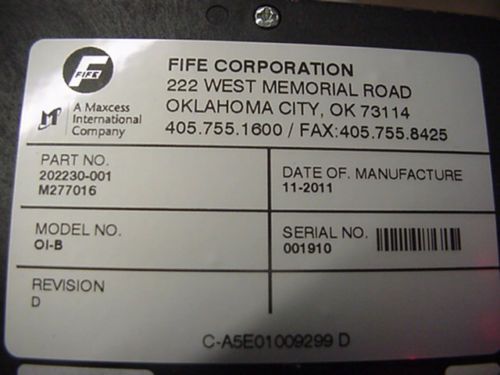 FIFE
A Maxcess
International
Company
FIFE CORPORATION
222 WEST MEMORIAL ROAD
OKLAHOMA CITY, OK 73114
405.755.1600 / FAX:405.755.8425
PART NO.
202230-001
M277016
DATE OF. MANUFACTURE
11-2011
MODEL NO.
OI-B
SERIAL NO.
001910
REVISION
D
C-A5E01009299 D